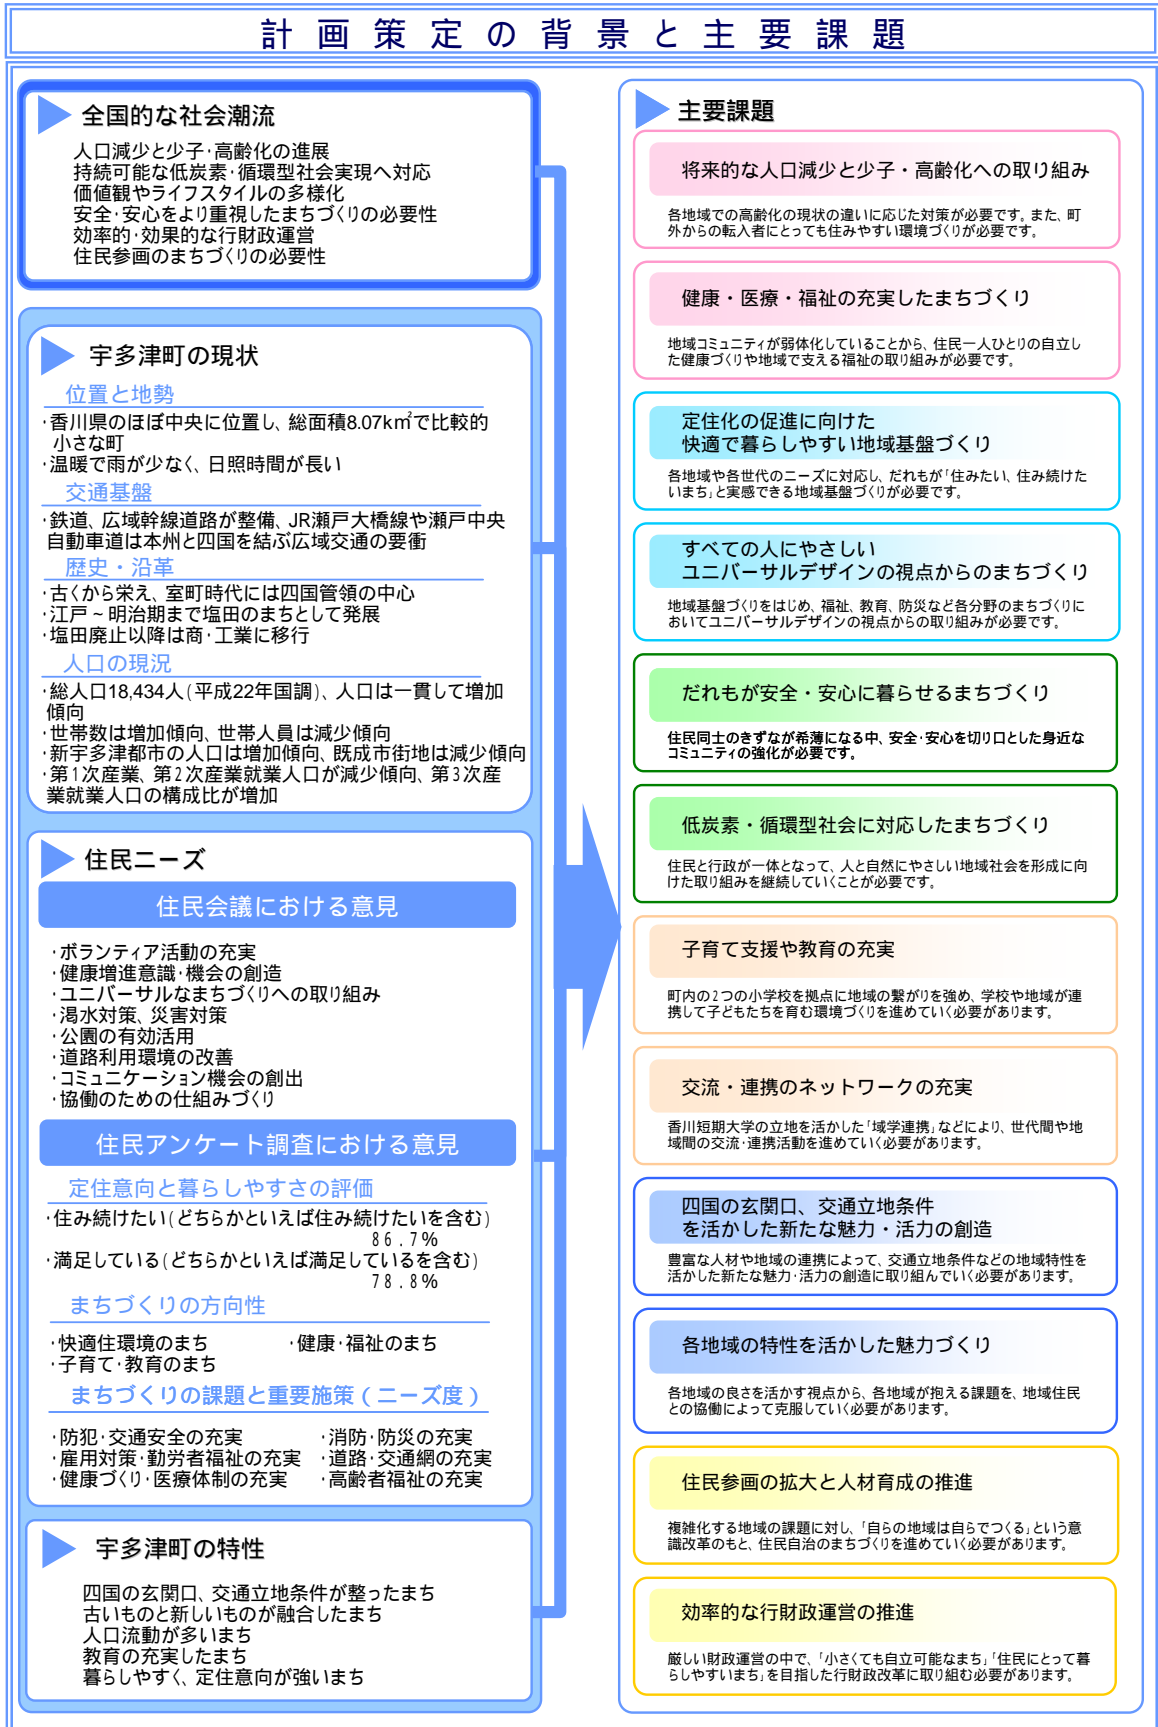 計画策定の背景と主要課題
全国的な社会潮流
人口減少と少子・高齢化の進展
持続可能な低炭素・循環型社会実現へ対応
価値観やライフスタイルの多様化
安全・安心をより重視したまちづくりの必要性
効率的・効果的な行財政運営
住民参画のまちづくりの必要性
宇多津町の現状
位置と地勢
・香川県のほぼ中央に位置し、総面積8.07k㎡で比較的
小さな町
・温暖で雨が少なく、日照時間が長い
交通基盤
・鉄道、広域幹線道路が整備、JR瀬戸大橋線や瀬戸中央
自動車道は本州と四国を結ぶ広域交通の要衝
歴史・沿革
・古くから栄え、室町時代には四国管領の中心
・江戸～明治期まで塩田のまちとして発展
・塩田廃止以降は商・工業に移行
人口の現況
・総人口18,434人（平成22年国調）、人口は一貫して増加
傾向
・世帯数は増加傾向、世帯人員は減少傾向
・新宇多津都市の人口は増加傾向、既成市街地は減少傾向
・第1次産業、第2次産業就業人口が減少傾向、第3次産
業就業人口の構成比が増加
住民ニーズ
住民会議における意見
・ボランティア活動の充実
・健康増進意識・機会の創造
・ユニバーサルなまちづくりへの取り組み
・渇水対策、災害対策
・公園の有効活用
・道路利用環境の改善
・コミュニケーション機会の創出
・協働のための仕組みづくり
住民アンケート調査における意見
定住意向と暮らしやすさの評価
・住み続けたい（どちらかといえば住み続けたいを含む）
86.7%
・満足している（どちらかといえば満足しているを含む）
78.8%
まちづくりの方向性
・快適住環境のまち ・健康・福祉のまち
・子育て・教育のまち
まちづくりの課題と重要施策（ニーズ度）
・防犯・交通安全の充実 ・消防・防災の充実
・雇用対策・勤労者福祉の充実 ・道路・交通網の充実
・健康づくり・医療体制の充実 ・高齢者福祉の充実
宇多津町の特性
四国の玄関口、交通立地条件が整ったまち
古いものと新しいものが融合したまち
人口流動が多いまち
教育の充実したまち
暮らしやすく、定住意向が強いまち
主要課題
将来的な人口減少と少子・高齢化への取り組み
各地域での高齢化の現状の違いに応じた対策が必要です。また、町
外からの転入者にとっても住みやすい環境づくりが必要です。
健康・医療・福祉の充実したまちづくり
地域コミュニティが弱体化していることから、住民一人ひとりの自立し
た健康づくりや地域で支える福祉の取り組みが必要です。
定住化の促進に向けた
快適で暮らしやすい地域基盤づくり
各地域や各世代のニーズに対応し、だれもが「住みたい、住み続けた
いまち」と実感できる地域基盤づくりが必要です。
すべての人にやさしい
ユニバーサルデザインの視点からのまちづくり
地域基盤づくりをはじめ、福祉、教育、防災など各分野のまちづくりに
おいてユニバーサルデザインの視点からの取り組みが必要です。
だれもが安全・安心に暮らせるまちづくり
住民同士のきずなが希薄になる中、安全・安心を切り口とした身近な
コミュニティの強化が必要です。
低炭素・循環型社会に対応したまちづくり
住民と行政が一体となって、人と自然にやさしい地域社会を形成に向
けた取り組みを継続していくことが必要です。
子育て支援や教育の充実
町内の2つの小学校を拠点に地域の繋がりを強め、学校や地域が連
携して子どもたちを育む環境づくりを進めていく必要があります。
交流・連携のネットワークの充実
香川短期大学の立地を活かした「域学連携」などにより、世代間や地
域間の交流・連携活動を進めていく必要があります。
四国の玄関口、交通立地条件
を活かした新たな魅力・活力の創造
豊富な人材や地域の連携によって、交通立地条件などの地域特性を
活かした新たな魅力・活力の創造に取り組んでいく必要があります。
各地域の特性を活かした魅力づくり
各地域の良さを活かす視点から、各地域が抱える課題を、地域住民
との協働によって克服していく必要があります。
住民参画の拡大と人材育成の推進
複雑化する地域の課題に対し、「自らの地域は自らでつくる」という意
識改革のもと、住民自治のまちづくりを進めていく必要があります。
効率的な行財政運営の推進
厳しい財政運営の中で、「小さくても自立可能なまち」「住民にとって暮
らしやすいまち」を目指した行財政改革に取り組む必要があります。